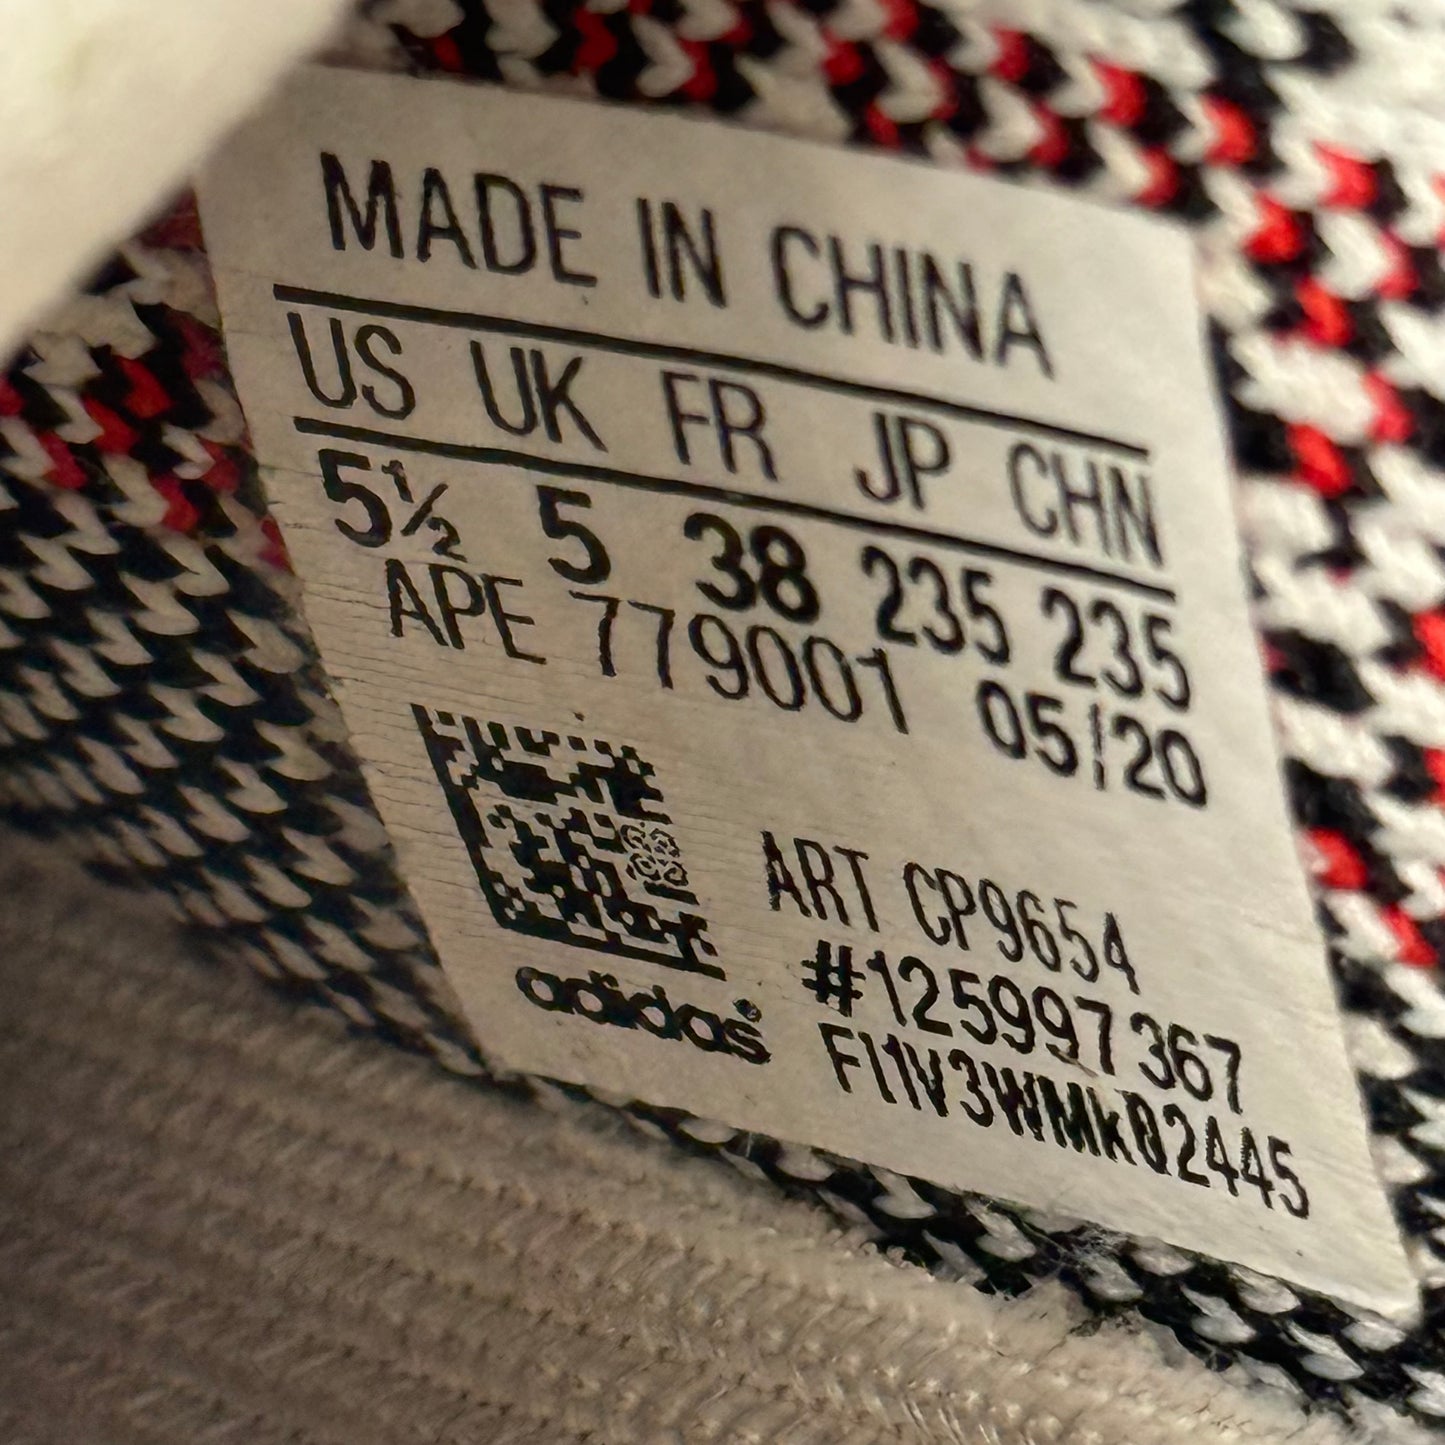 MADE IN CHINA
US UK FR JP CHN
5½ 5 38 235 235
APE 779001 05/20
ART CP9654
#125997367
adidas®
FI1V3WMK02445